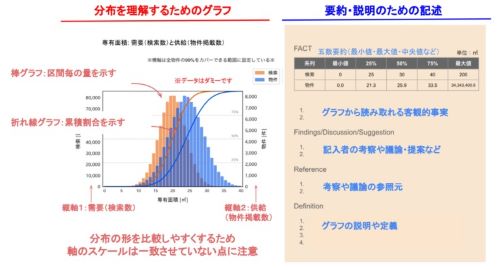 分布を理解するためのグラフ
専有面積: 需要(検索数)と供給(物件掲載数)
※横軸は全物件の99%をカバーできる範囲に設定している※
棒グラフ：区間毎の量を示す
※データはダミーです
検索
物件
折れ線グラフ：累積割合を示す
80,000
70,000
60,000
50,000
40,000
30,000
20,000
10,000
0
8,000
7,000
6,000
5,000
4,000
3,000
2,000
1,000
0
75%
50%
25%
0
10
20
30
40
検索 [-]
物件 [件]
専有面積 [㎡]
縦軸1：需要(検索数)
縦軸2：供給
(物件掲載数)
分布の形を比較しやすくするため
軸のスケールは一致させていない点に注意
要約・説明のための記述
FACT
五数要約(最小値・最大値・中央値など)
単位：㎡
系列 最小値 25% 50% 75% 最大値
検索 0 25 30 40 200
物件 0.0 21.3 25.9 33.5
1.
2.
グラフから読み取れる客観的事実
Findings/Discussion/Suggestion
1.
2.
記入者の考察や議論・提案など
Reference
1.
2.
考察や議論の参照元
Definition
1.
2.
3.
4.
グラフの説明や定義